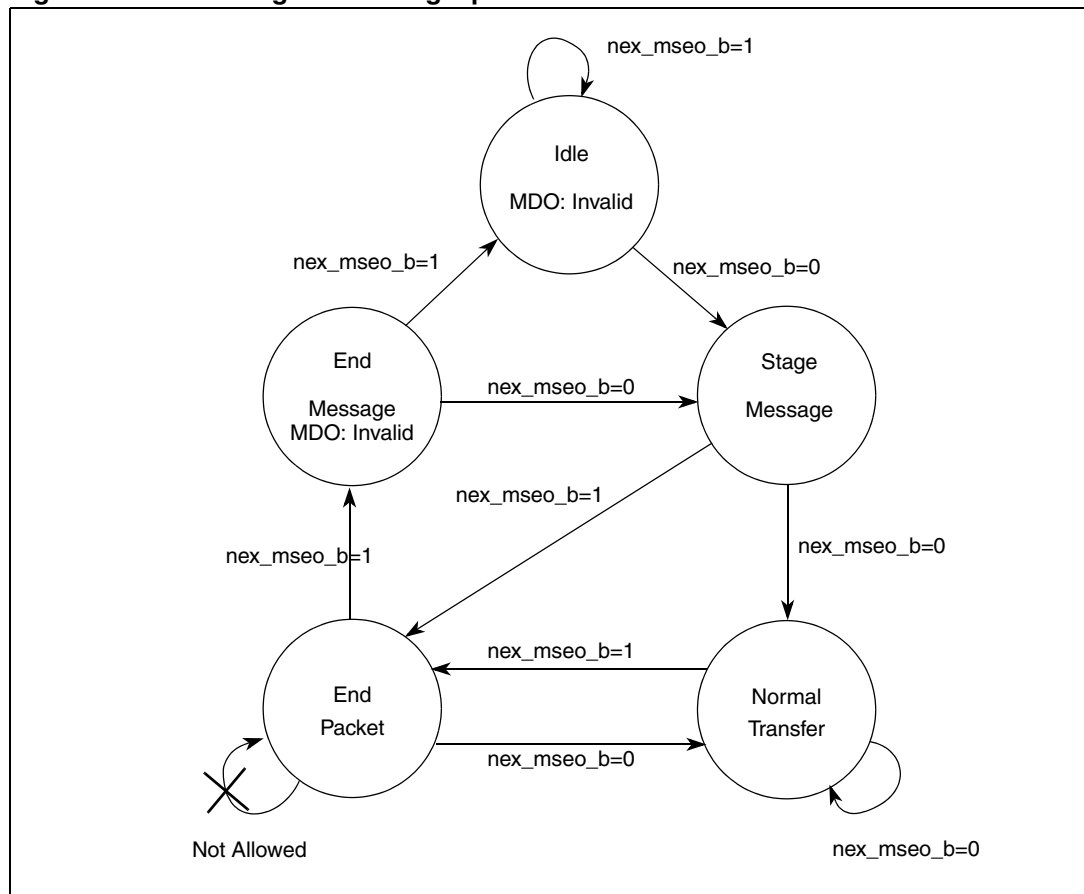 nex_mseo_b=1
Idle
MDO: Invalid
nex_mseo_b=1
nex_mseo_b=0
End
Message
MDO: Invalid
nex_mseo_b=0
Stage
Message
nex_mseo_b=1
nex_mseo_b=1
nex_mseo_b=0
End
Packet
nex_mseo_b=1
nex_mseo_b=0
Normal
Transfer
Not Allowed
nex_mseo_b=0